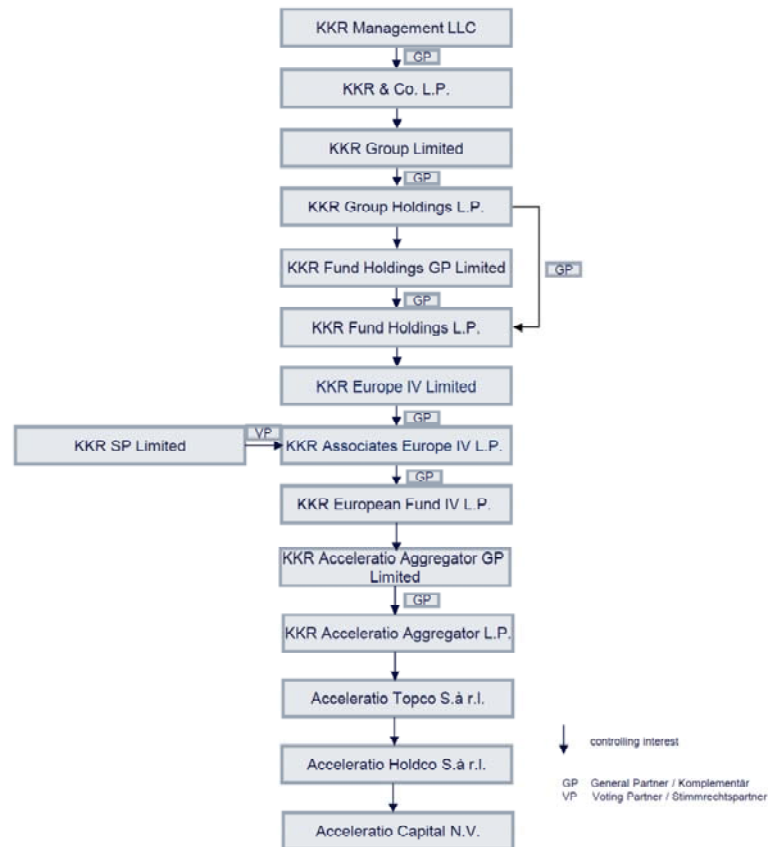 KKR Management LLC
GP
KKR & Co. L.P.
KKR Group Limited
GP
KKR Group Holdings L.P.
KKR Fund Holdings GP Limited
GP
GP
KKR Fund Holdings L.P.
KKR Europe IV Limited
GP
KKR SP Limited
VP
KKR Associates Europe IV L.P.
GP
KKR European Fund IV L.P.
KKR Acceleratio Aggregator GP
Limited
GP
KKR Acceleratio Aggregator L.P.
Acceleratio Topco S.à r.l.
controlling interest
Acceleratio Holdco S.à r.l.
GP General Partner / Komplementär
VP Voting Partner / Stimmrechtspartner
Acceleratio Capital N.V.